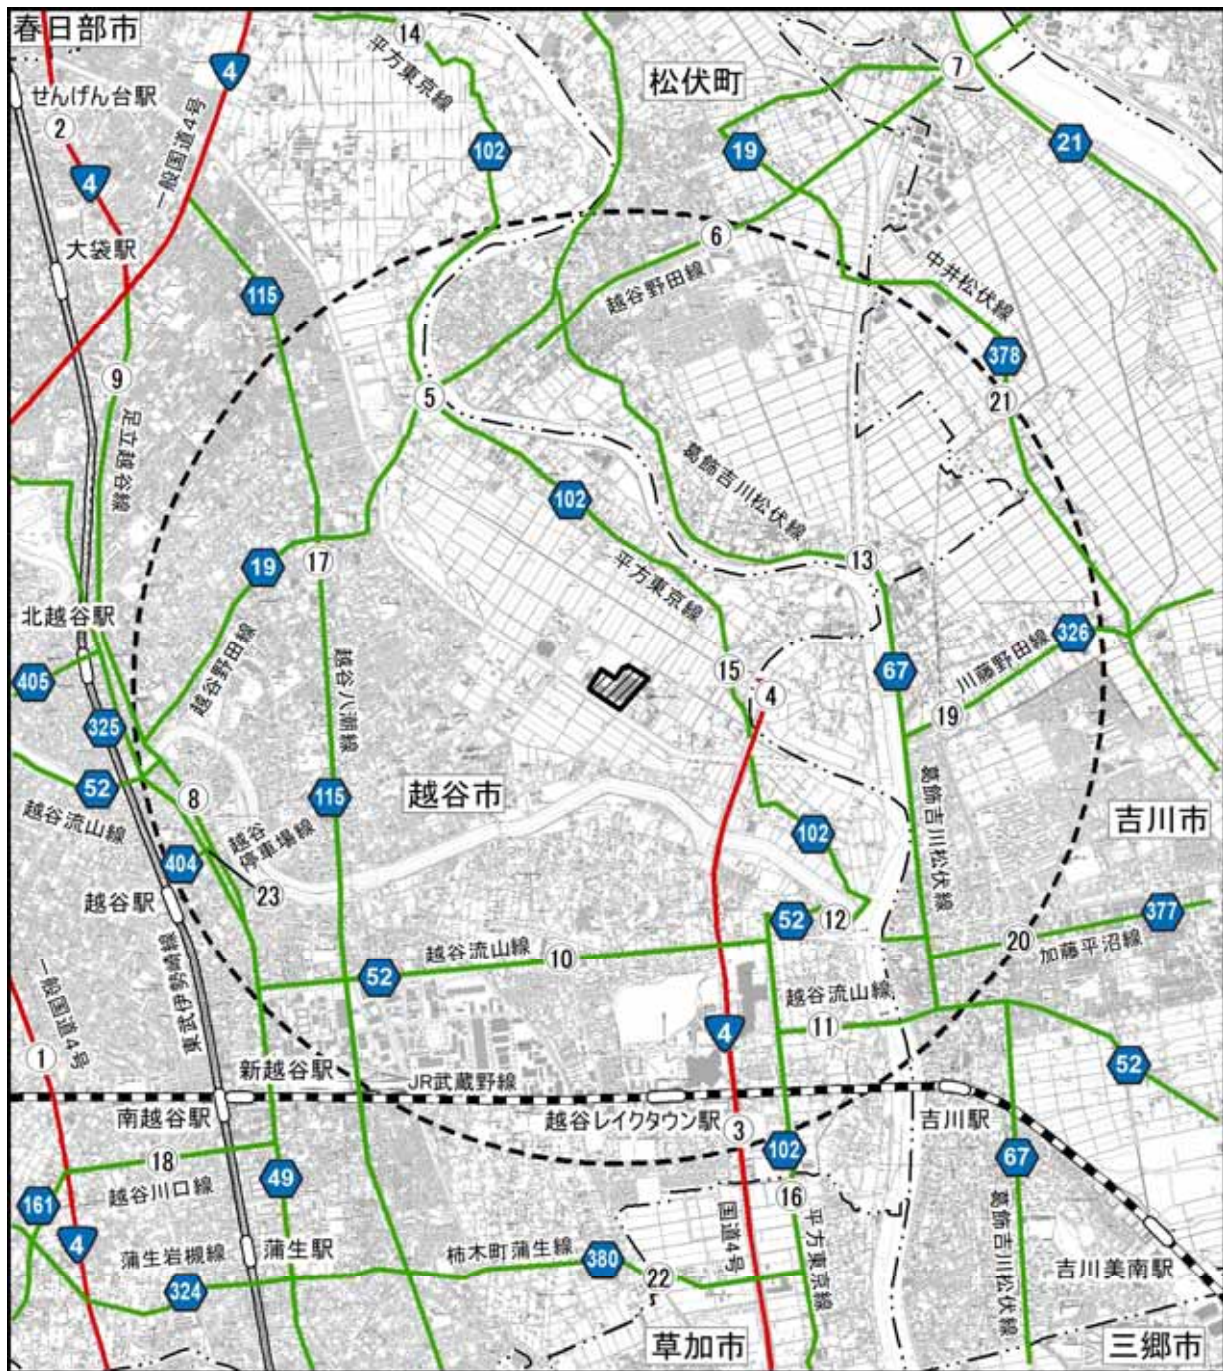 春日部市
4
14
せんげん台駅
2
平方東京線
一般国道4号
松伏町
7
4
102
19
21
大袋駅
6
115
越谷野田線
中井松伏線
378
9
5
21
足立越谷線
102
葛飾吉川松伏線
17
19
13
平方東京線
北越谷駅
405
越谷野田線
越谷八潮線
15
4
67
川藤野田線
326
19
325
52
8
越谷市
115
越谷流山線
越谷
停車場線
102
葛飾吉川松伏線
吉川市
404
越谷駅
23
52
12
377
東武伊勢崎線
越谷流山線
10
20
加藤平沼線
52
一般国道4号
越谷流山線
11
4
1
52
新越谷駅
JR武蔵野線
南越谷駅
越谷レイクタウン駅
3
吉川駅
18
102
67
161
越谷川口線
49
16
4
国道4号
平方東京線
葛飾吉川松伏線
蒲生岩槻線
蒲生駅
柿木町蒲生線
380
22
吉川美南駅
324
草加市
三郷市